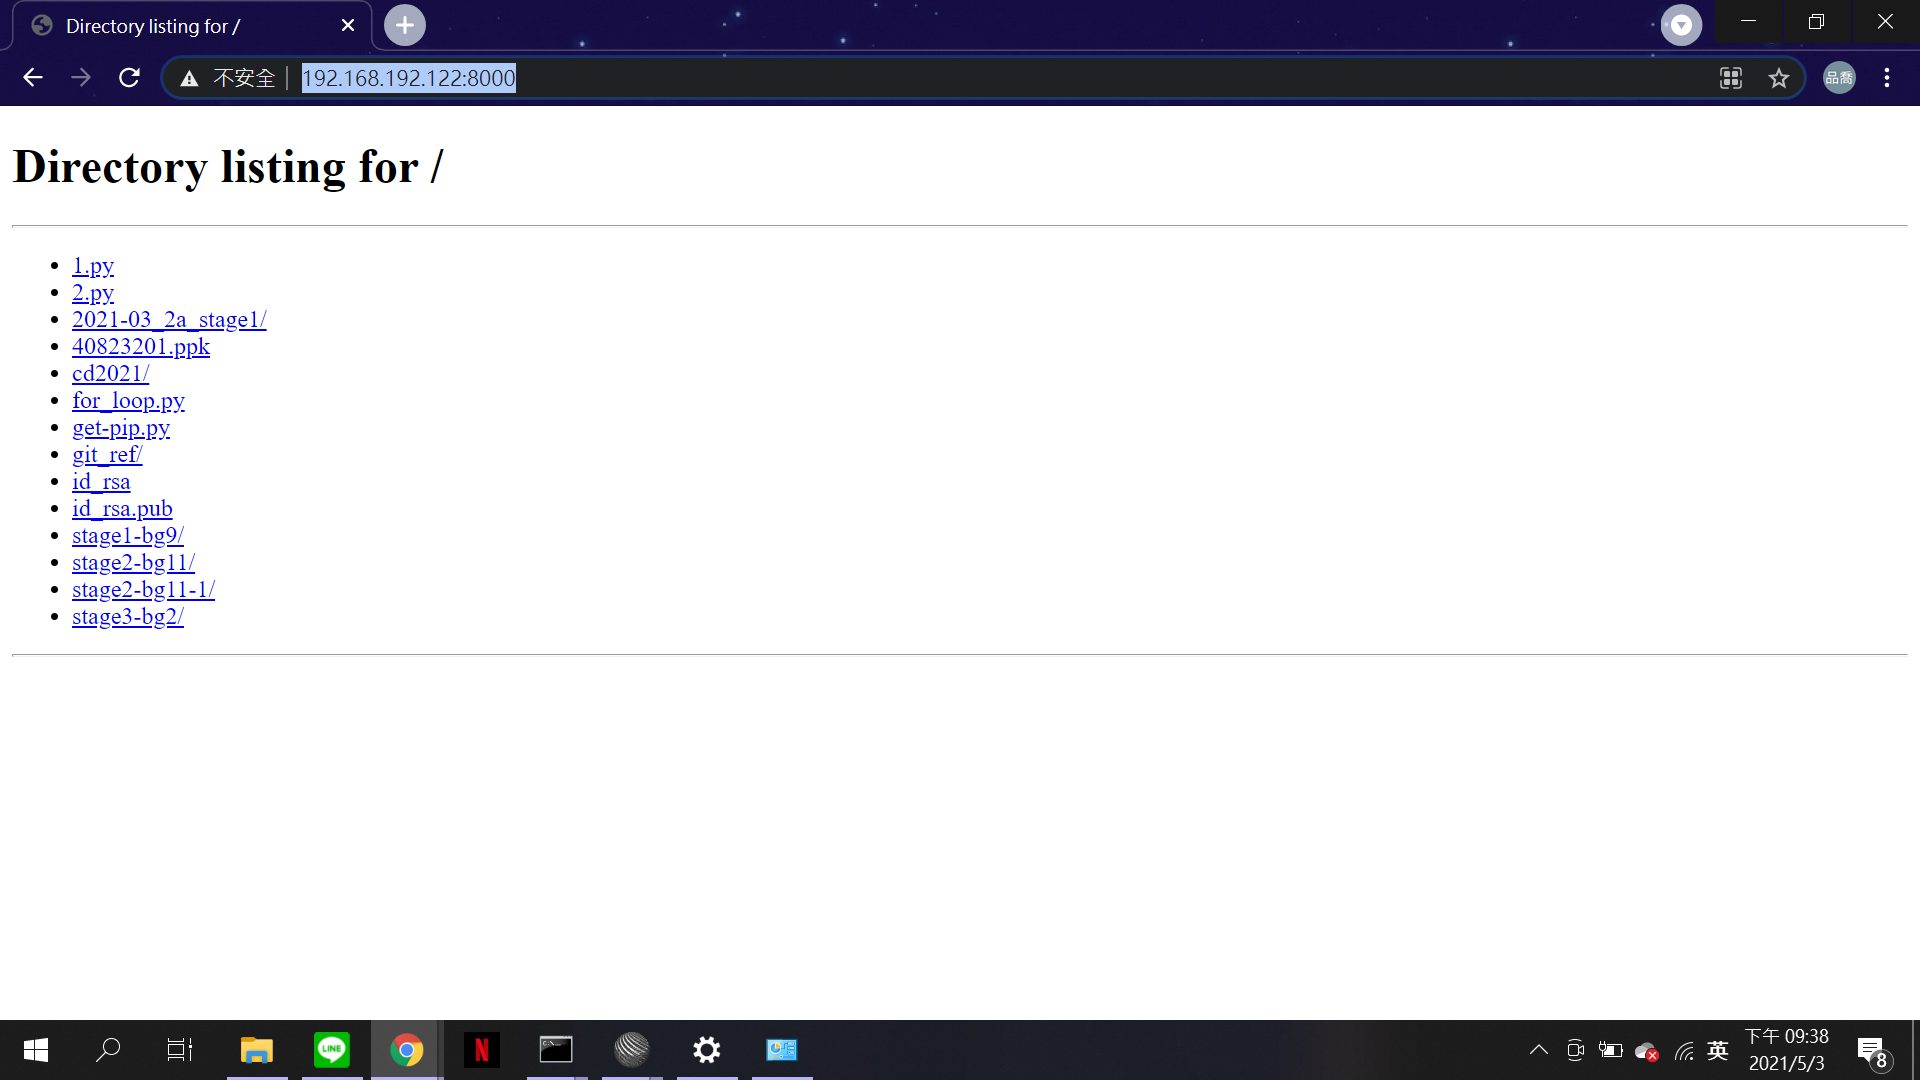 Directory listing for /
不安全
192.168.192.122:8000
品喬
Directory listing for /
1.py
2.py
2021-03_2a_stage1/
40823201.ppk
cd2021/
for_loop.py
get-pip.py
git_ref/
id_rsa
id_rsa.pub
stage1-bg9/
stage2-bg11/
stage2-bg11-1/
stage3-bg2/
LINE
N
C:\
英
下午 09:38
2021/5/3
8